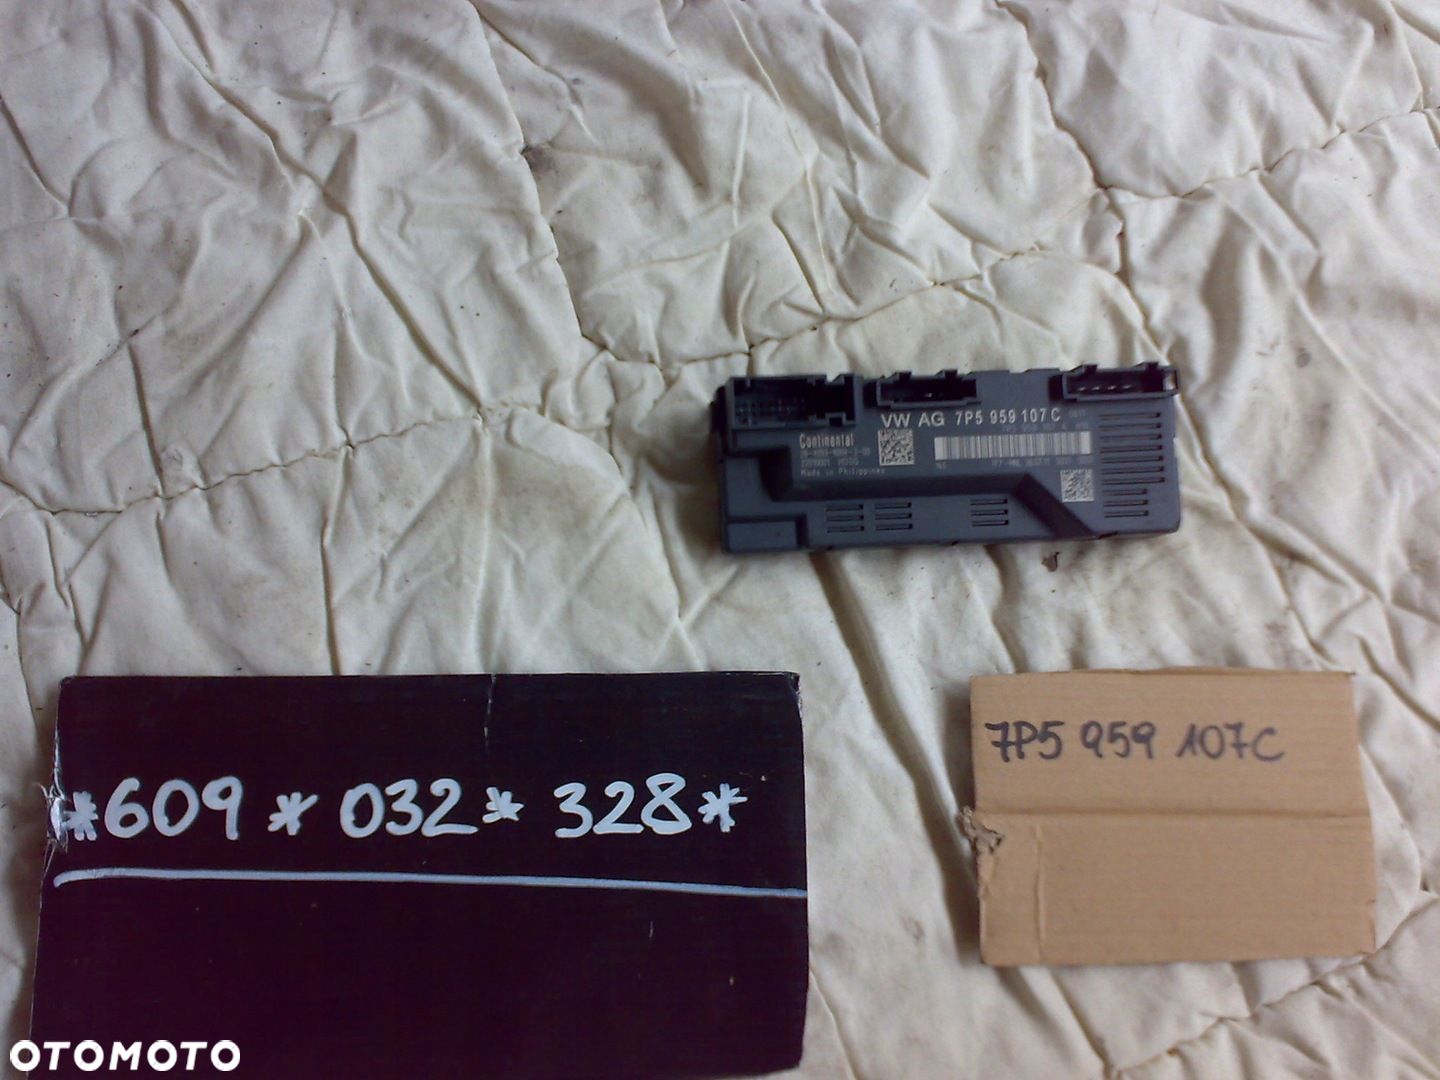 VW AG 7P5 959 107 C
Continental
Made in Philippines
*609 * 032 * 328*
7P5 959 107C
OTOMOTO